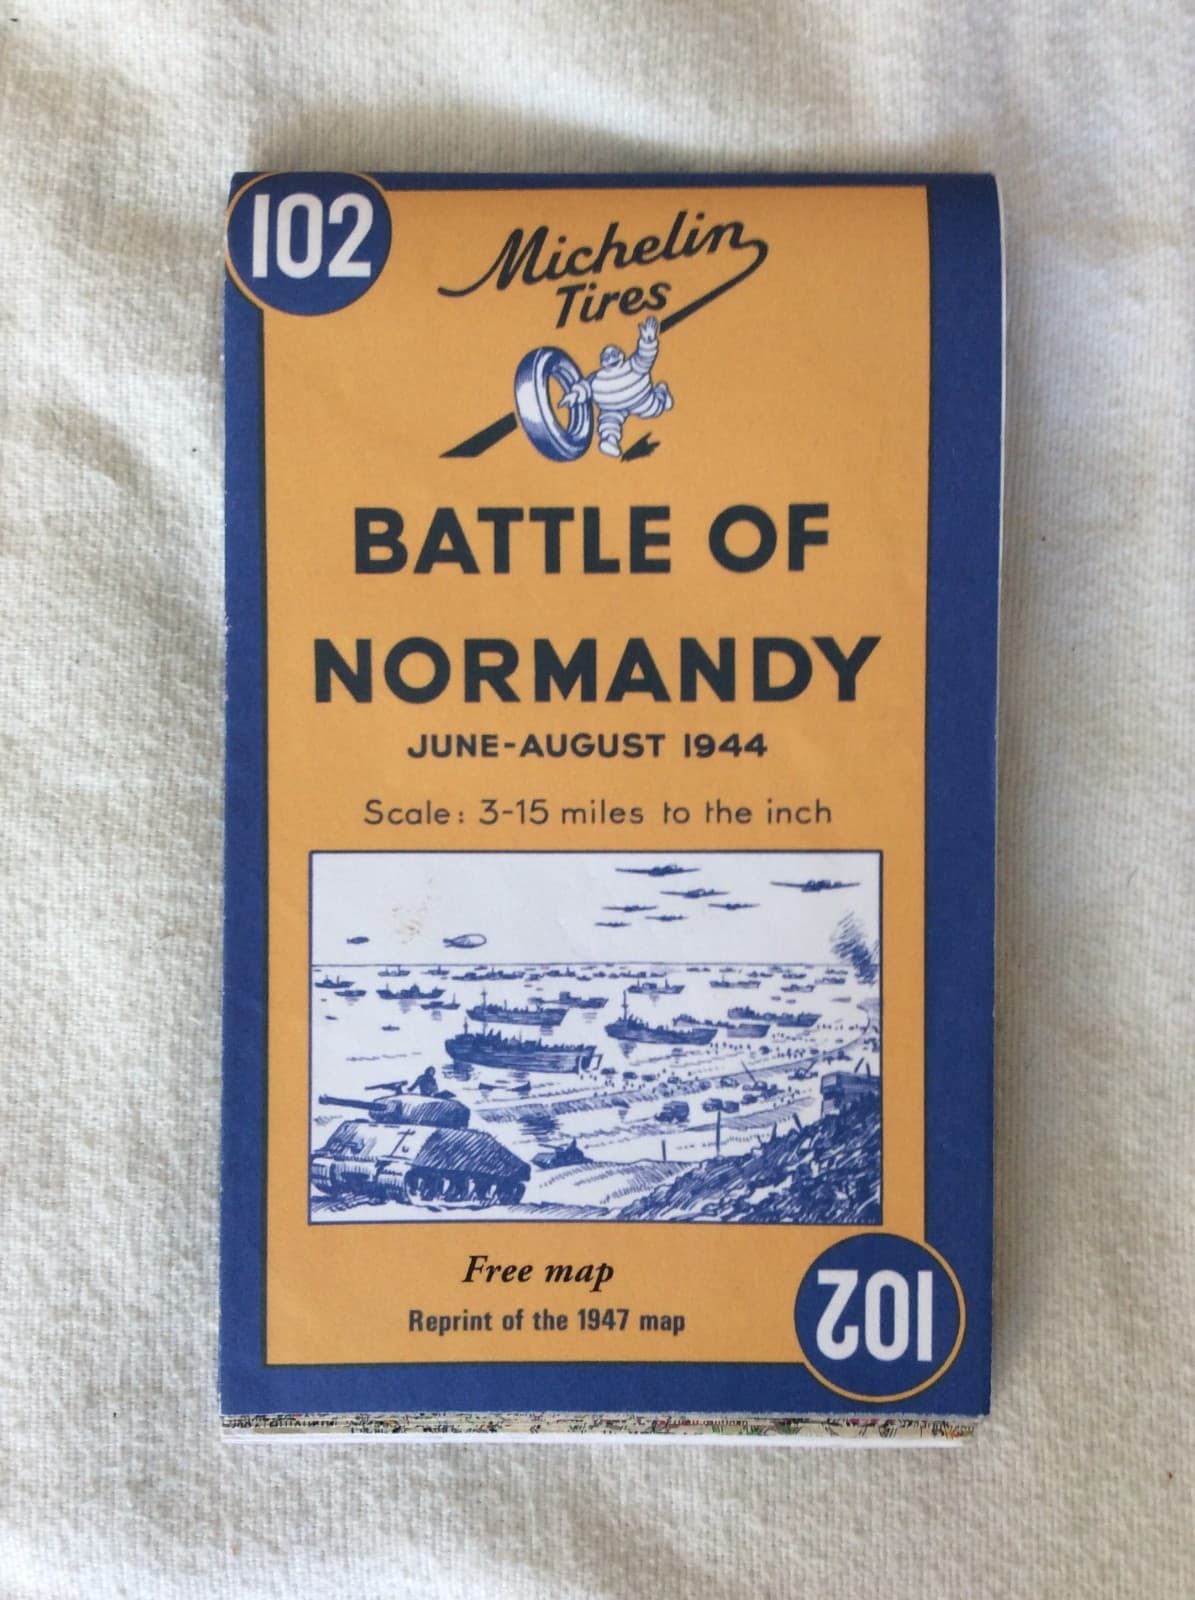 102
Michelin
Tires
BATTLE OF
NORMANDY
JUNE-AUGUST 1944
Scale: 3-15 miles to the inch
Free map
Reprint of the 1947 map
102